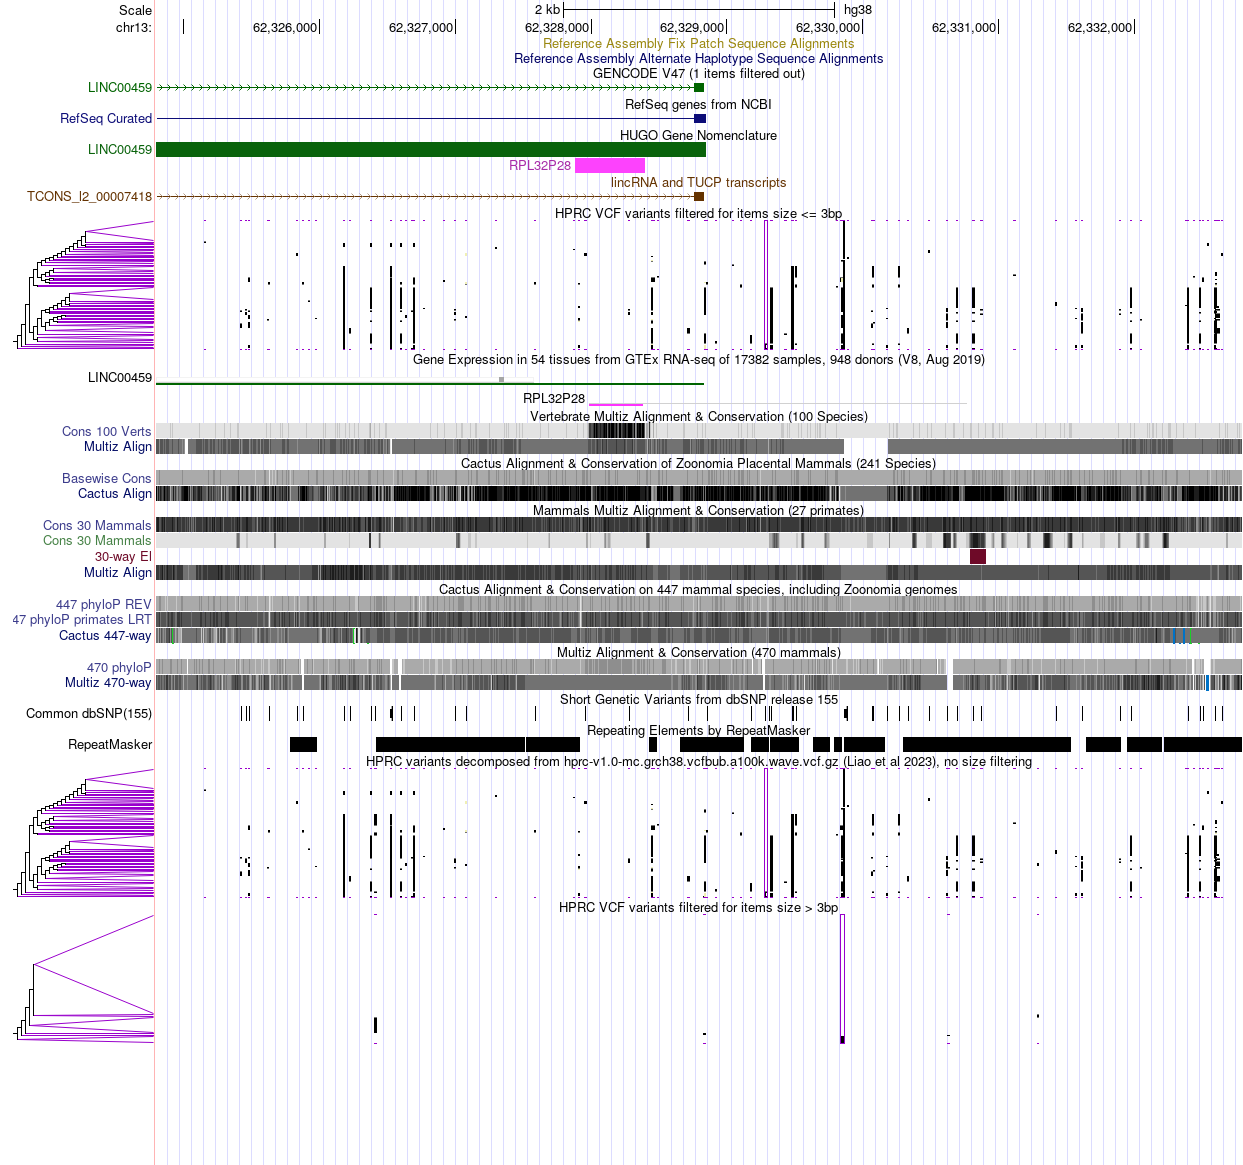 Scale 2 kb hg38
chr13: 62,326,000 62,327,000 62,328,000 62,329,000 62,330,000 62,331,000 62,332,000
Reference Assembly Fix Patch Sequence Alignments
Reference Assembly Alternate Haplotype Sequence Alignments
GENCODE V47 (1 items filtered out)
LINC00459
RefSeq genes from NCBI
RefSeq Curated
HUGO Gene Nomenclature
LINC00459
RPL32P28
lincRNA and TUCP transcripts
TCONS_l2_00007418
HPRC VCF variants filtered for items size <= 3bp
Gene Expression in 54 tissues from GTEx RNA-seq of 17382 samples, 948 donors (V8, Aug 2019)
LINC00459
RPL32P28
Vertebrate Multiz Alignment & Conservation (100 Species)
Cons 100 Verts
Multiz Align
Cactus Alignment & Conservation of Zoonomia Placental Mammals (241 Species)
Basewise Cons
Cactus Align
Mammals Multiz Alignment & Conservation (27 primates)
Cons 30 Mammals
Cons 30 Mammals
30-way El
Multiz Align
Cactus Alignment & Conservation on 447 mammal species, including Zoonomia genomes
447 phyloP REV
47 phyloP primates LRT
Cactus 447-way
Multiz Alignment & Conservation (470 mammals)
470 phyloP
Multiz 470-way
Short Genetic Variants from dbSNP release 155
Common dbSNP(155)
Repeating Elements by RepeatMasker
RepeatMasker
HPRC variants decomposed from hprc-v1.0-mc.grch38.vcfbub.a100k.wave.vcf.gz (Liao et al 2023), no size filtering
HPRC VCF variants filtered for items size > 3bp